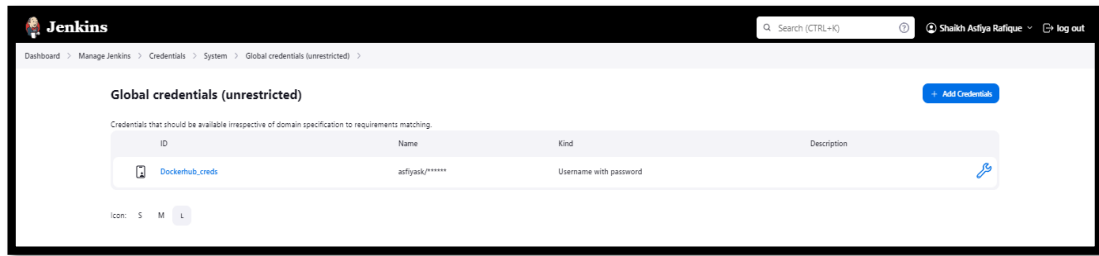 Jenkins
Search (CTRL+K)
Shaikh Asfiya Rafique
log out
Dashboard > Manage Jenkins > Credentials > System > Global credentials (unrestricted) >
Global credentials (unrestricted)
+ Add Credentials
Credentials that should be available irrespective of domain specification to requirements matching.
ID Name Kind Description
Dockerhub_creds asfiyask/****** Username with password
Icon: S M L